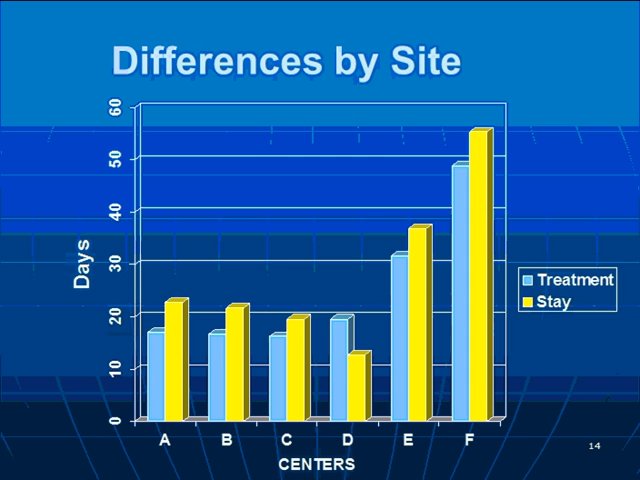 Differences by Site
60
50
40
30
20
10
0
Days
Treatment
Stay
A B C D E F
CENTERS
14